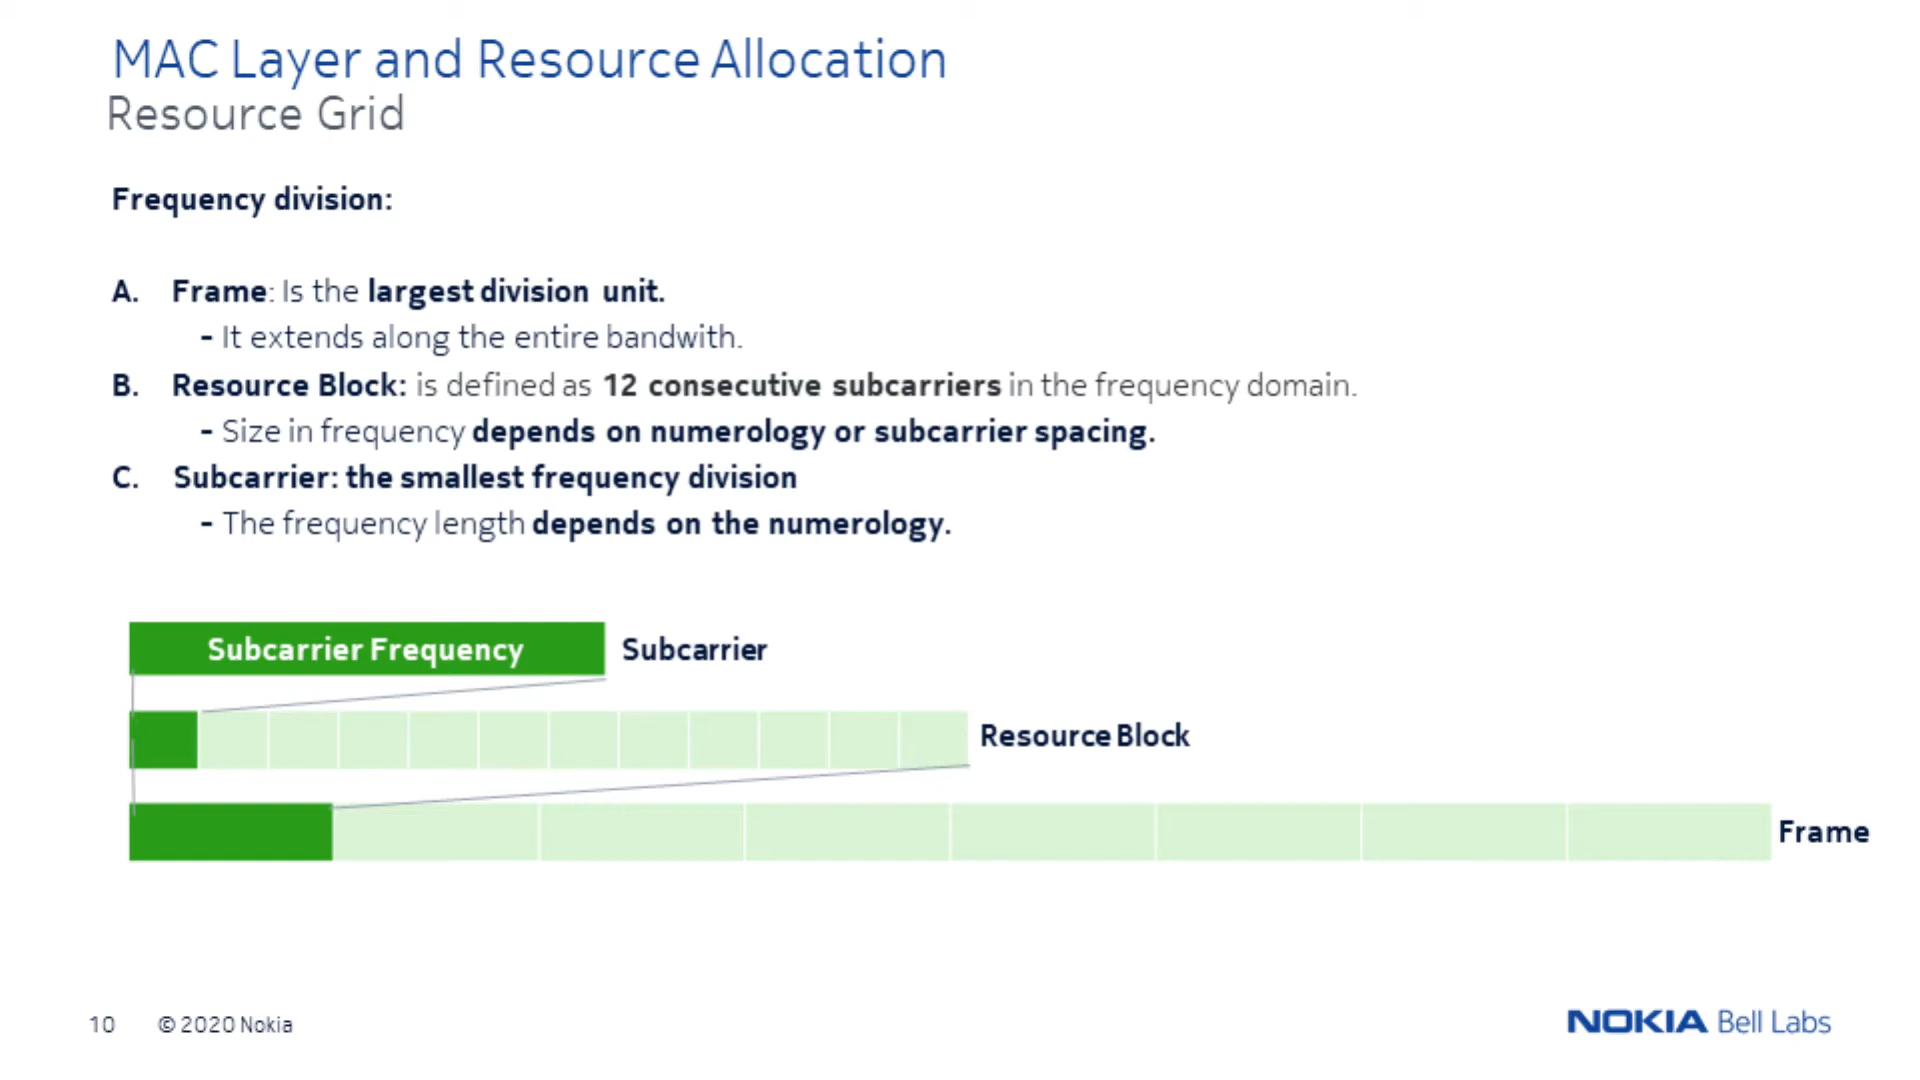 MAC Layer and Resource Allocation
Resource Grid
Frequency division:
A. Frame: Is the largest division unit.
- It extends along the entire bandwith.
B. Resource Block: is defined as 12 consecutive subcarriers in the frequency domain.
- Size in frequency depends on numerology or subcarrier spacing.
C. Subcarrier: the smallest frequency division
- The frequency length depends on the numerology.
Subcarrier Frequency Subcarrier
Resource Block
Frame
10 © 2020 Nokia
NOKIA Bell Labs